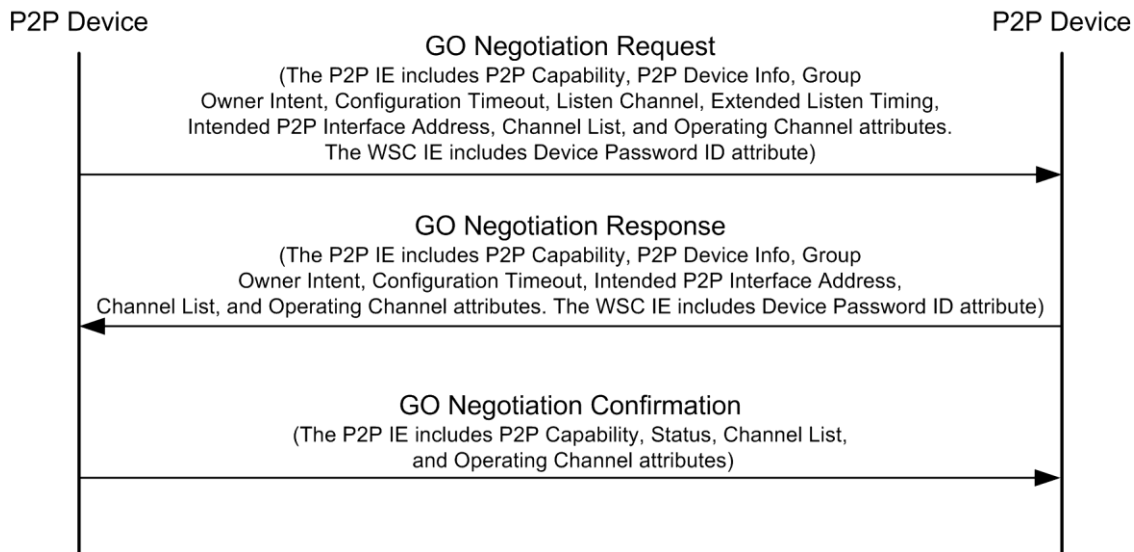 P2P Device
P2P Device
GO Negotiation Request
(The P2P IE includes P2P Capability, P2P Device Info, Group
Owner Intent, Configuration Timeout, Listen Channel, Extended Listen Timing,
Intended P2P Interface Address, Channel List, and Operating Channel attributes.
The WSC IE includes Device Password ID attribute)
GO Negotiation Response
(The P2P IE includes P2P Capability, P2P Device Info, Group
Owner Intent, Configuration Timeout, Intended P2P Interface Address,
Channel List, and Operating Channel attributes. The WSC IE includes Device Password ID attribute)
GO Negotiation Confirmation
(The P2P IE includes P2P Capability, Status, Channel List,
and Operating Channel attributes)